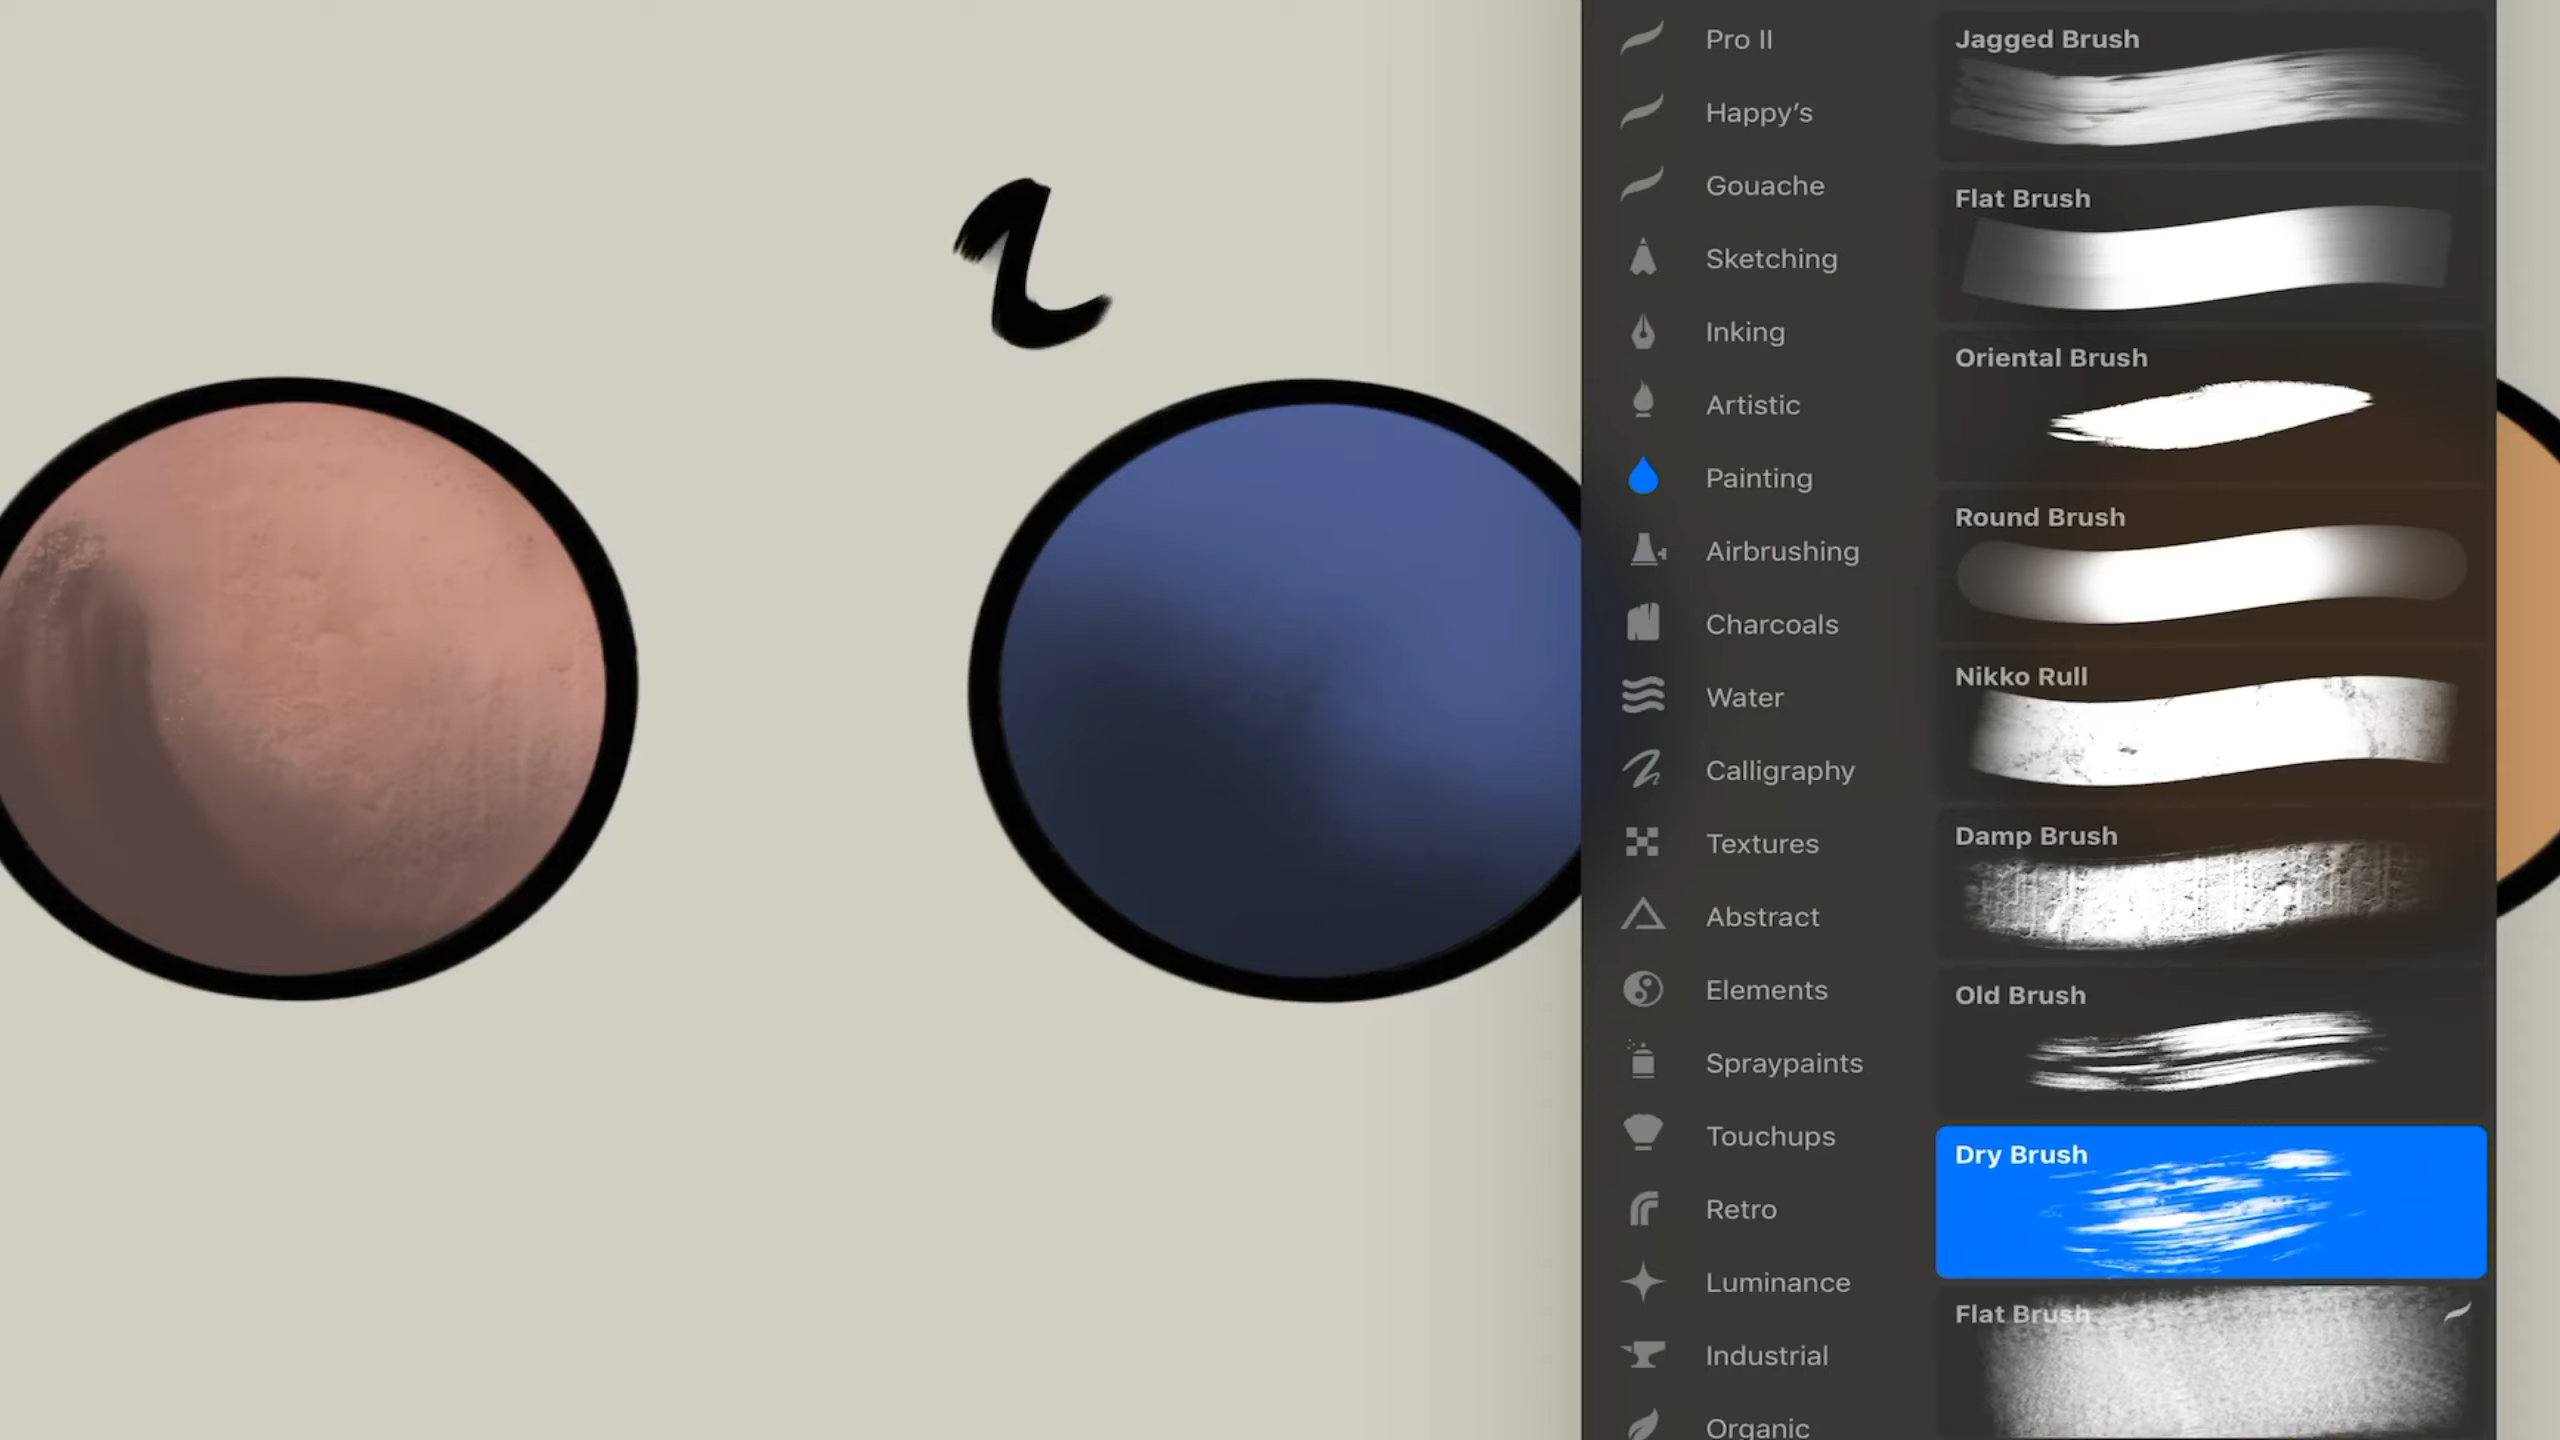 2
Pro II
Happy’s
Gouache
Sketching
Inking
Artistic
Painting
Airbrushing
Charcoals
Water
Calligraphy
Textures
Abstract
Elements
Spraypaints
Touchups
Retro
Luminance
Industrial
Organic
Jagged Brush
Flat Brush
Oriental Brush
Round Brush
Nikko Rull
Damp Brush
Old Brush
Dry Brush
Flat Brush